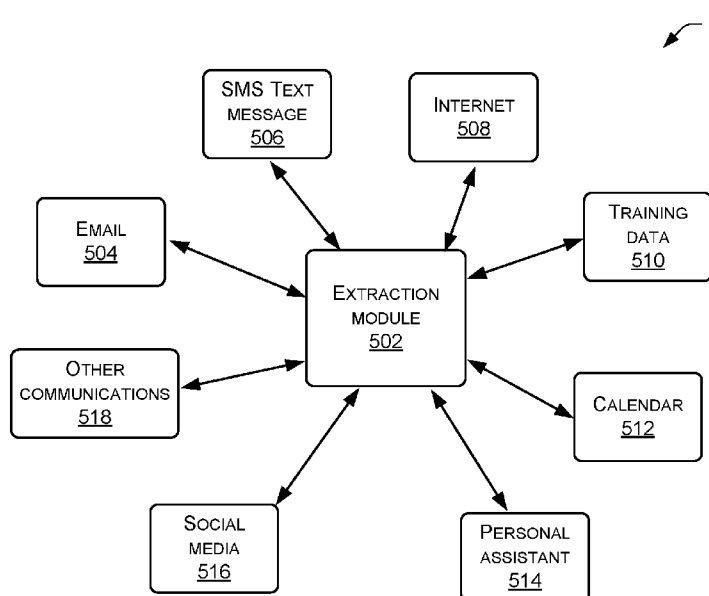 SMS TEXT
MESSAGE
506
INTERNET
508
TRAINING
DATA
510
EMAIL
504
EXTRACTION
MODULE
502
OTHER
COMMUNICATIONS
518
CALENDAR
512
SOCIAL
MEDIA
516
PERSONAL
ASSISTANT
514